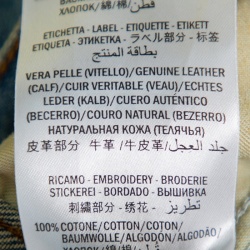 ХЛОПОК/棉/綿/قطن
ETICHETTA - LABEL - ETIQUETTE - ETIKETT
ETIQUETA - ЭТИКЕТКА - ラベル部分 - 标签
بطاقة المنتج
VERA PELLE (VITELLO)/GENUINE LEATHER
(CALF)/CUIR VERITABLE (VEAU)/ECHTES
LEDER (KALB)/CUERO AUTÉNTICO
(BECERRO)/COURO NATURAL (BEZERRO)
НАТУРАЛЬНАЯ КОЖА (ТЕЛЯЧЬЯ)
皮革部分 牛革/牛皮革/جلد العجل
RICAMO - EMBROIDERY - BRODERIE
STICKEREI - BORDADO - ВЫШИВКА
刺繍部分 - 绣花 - تطريز
100% COTONE/COTTON/COTON/
BAUMWOLLE/ALGODÓN/ALGODÃO/